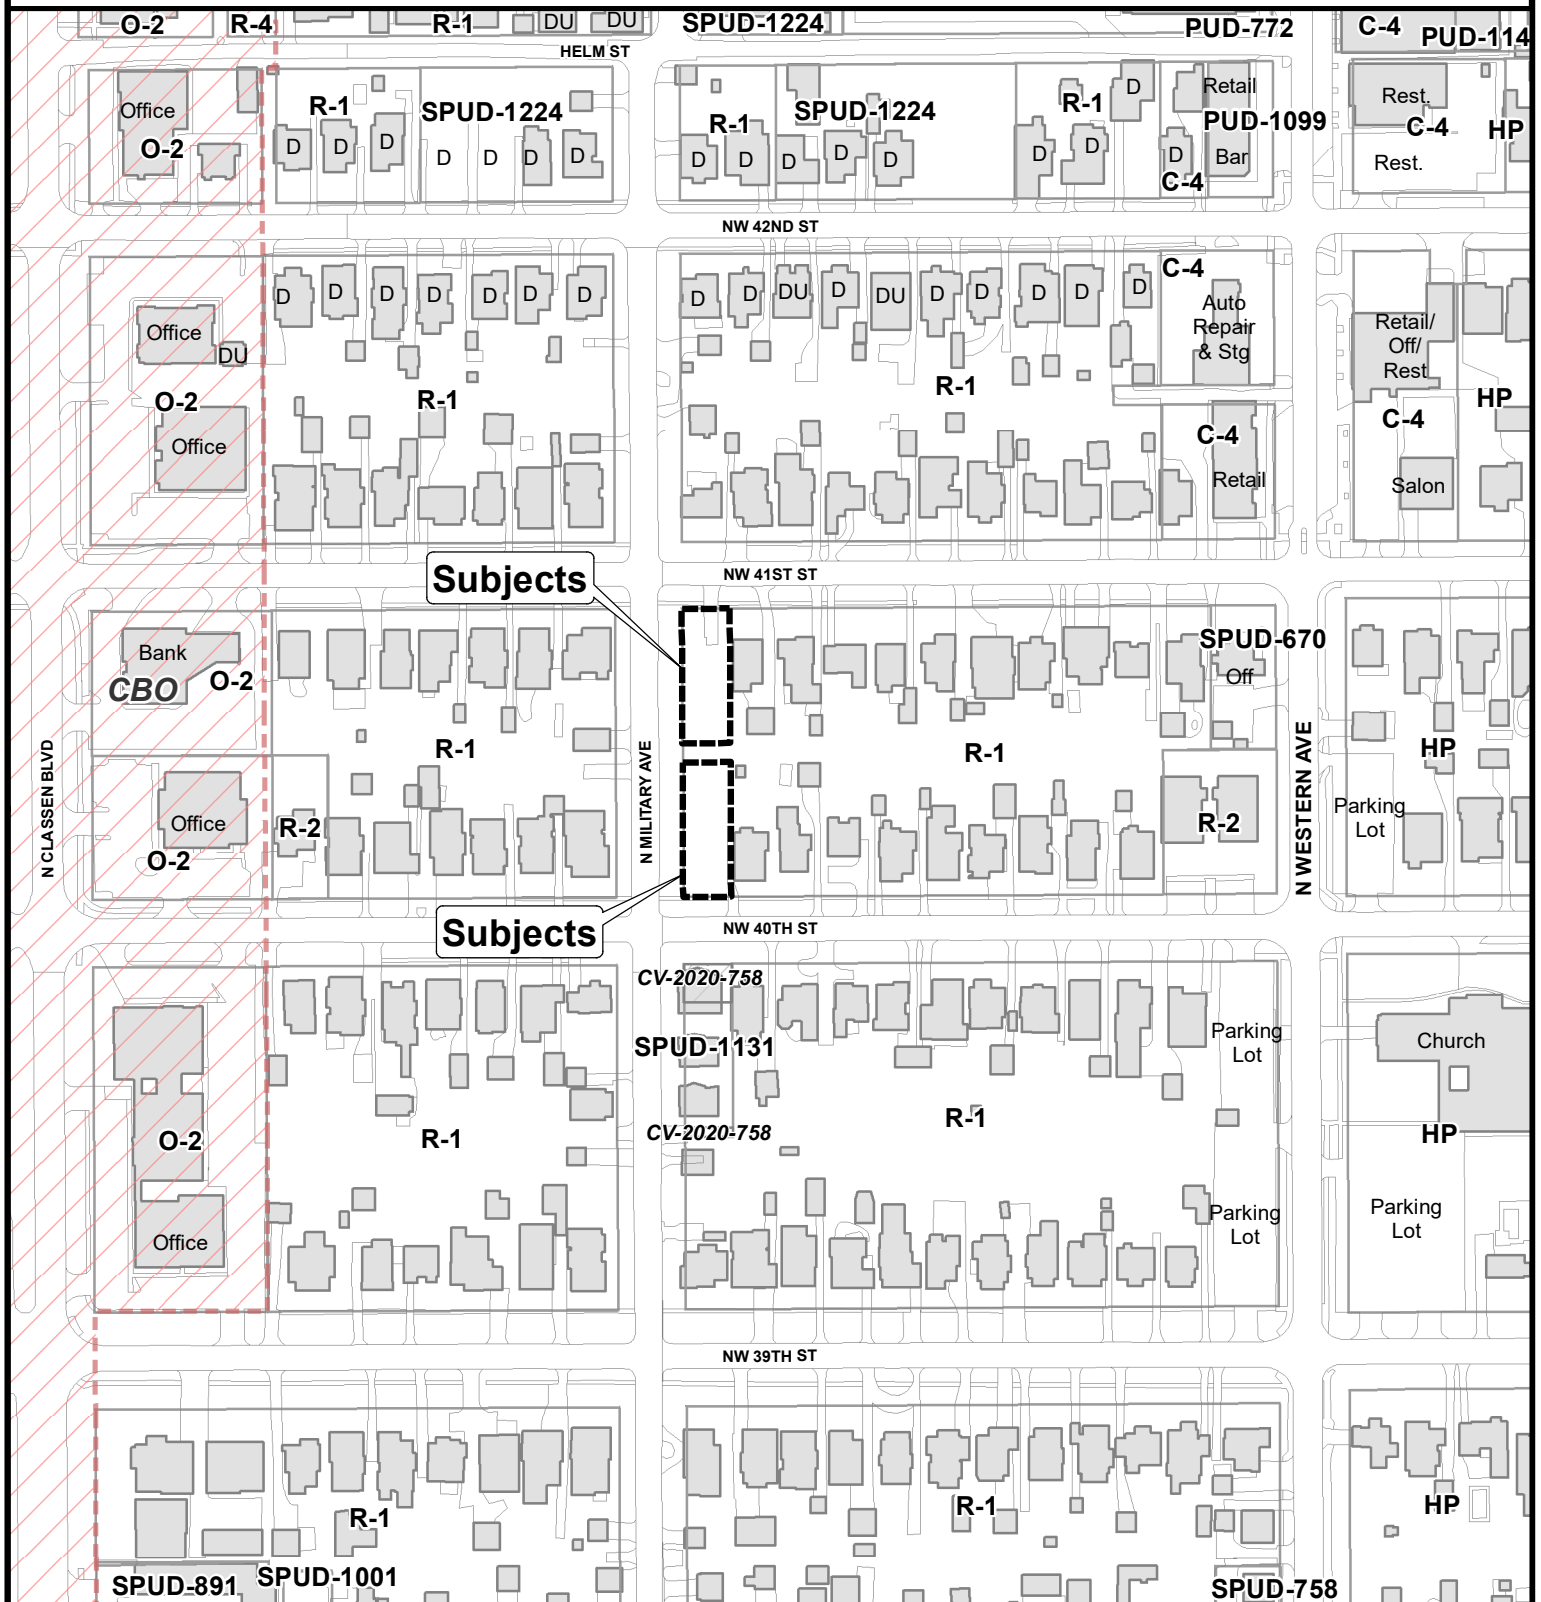 O-2
R-4
R-1
DU
DU
SPUD-1224
PUD-772
C-4
PUD-114
HELM ST
Office
O-2
R-1
D
D
D
SPUD-1224
D
D
D
D
R-1
D
D
SPUD-1224
D
D
D
R-1
D
D
D
Retail
PUD-1099
D
Bar
C-4
Rest.
C-4
HP
Rest.
NW 42ND ST
D
D
D
D
D
D
D
D
D
DU
D
DU
D
D
D
D
D
C-4
Auto
Repair
& Stg
Office
DU
O-2
Office
R-1
R-1
C-4
Retail
Retail/
Off/
Rest
C-4
HP
Salon
NW 41ST ST
Subjects
Bank
CBO
O-2
SPUD-670
Off
R-1
R-1
HP
N CLASSEN BLVD
N MILITARY AVE
N WESTERN AVE
Office
O-2
R-2
R-2
Parking
Lot
Subjects
NW 40TH ST
CV-2020-758
SPUD-1131
CV-2020-758
Parking
Lot
Church
O-2
R-1
R-1
HP
Office
Parking
Lot
Parking
Lot
NW 39TH ST
R-1
R-1
HP
SPUD-891
SPUD-1001
SPUD-758